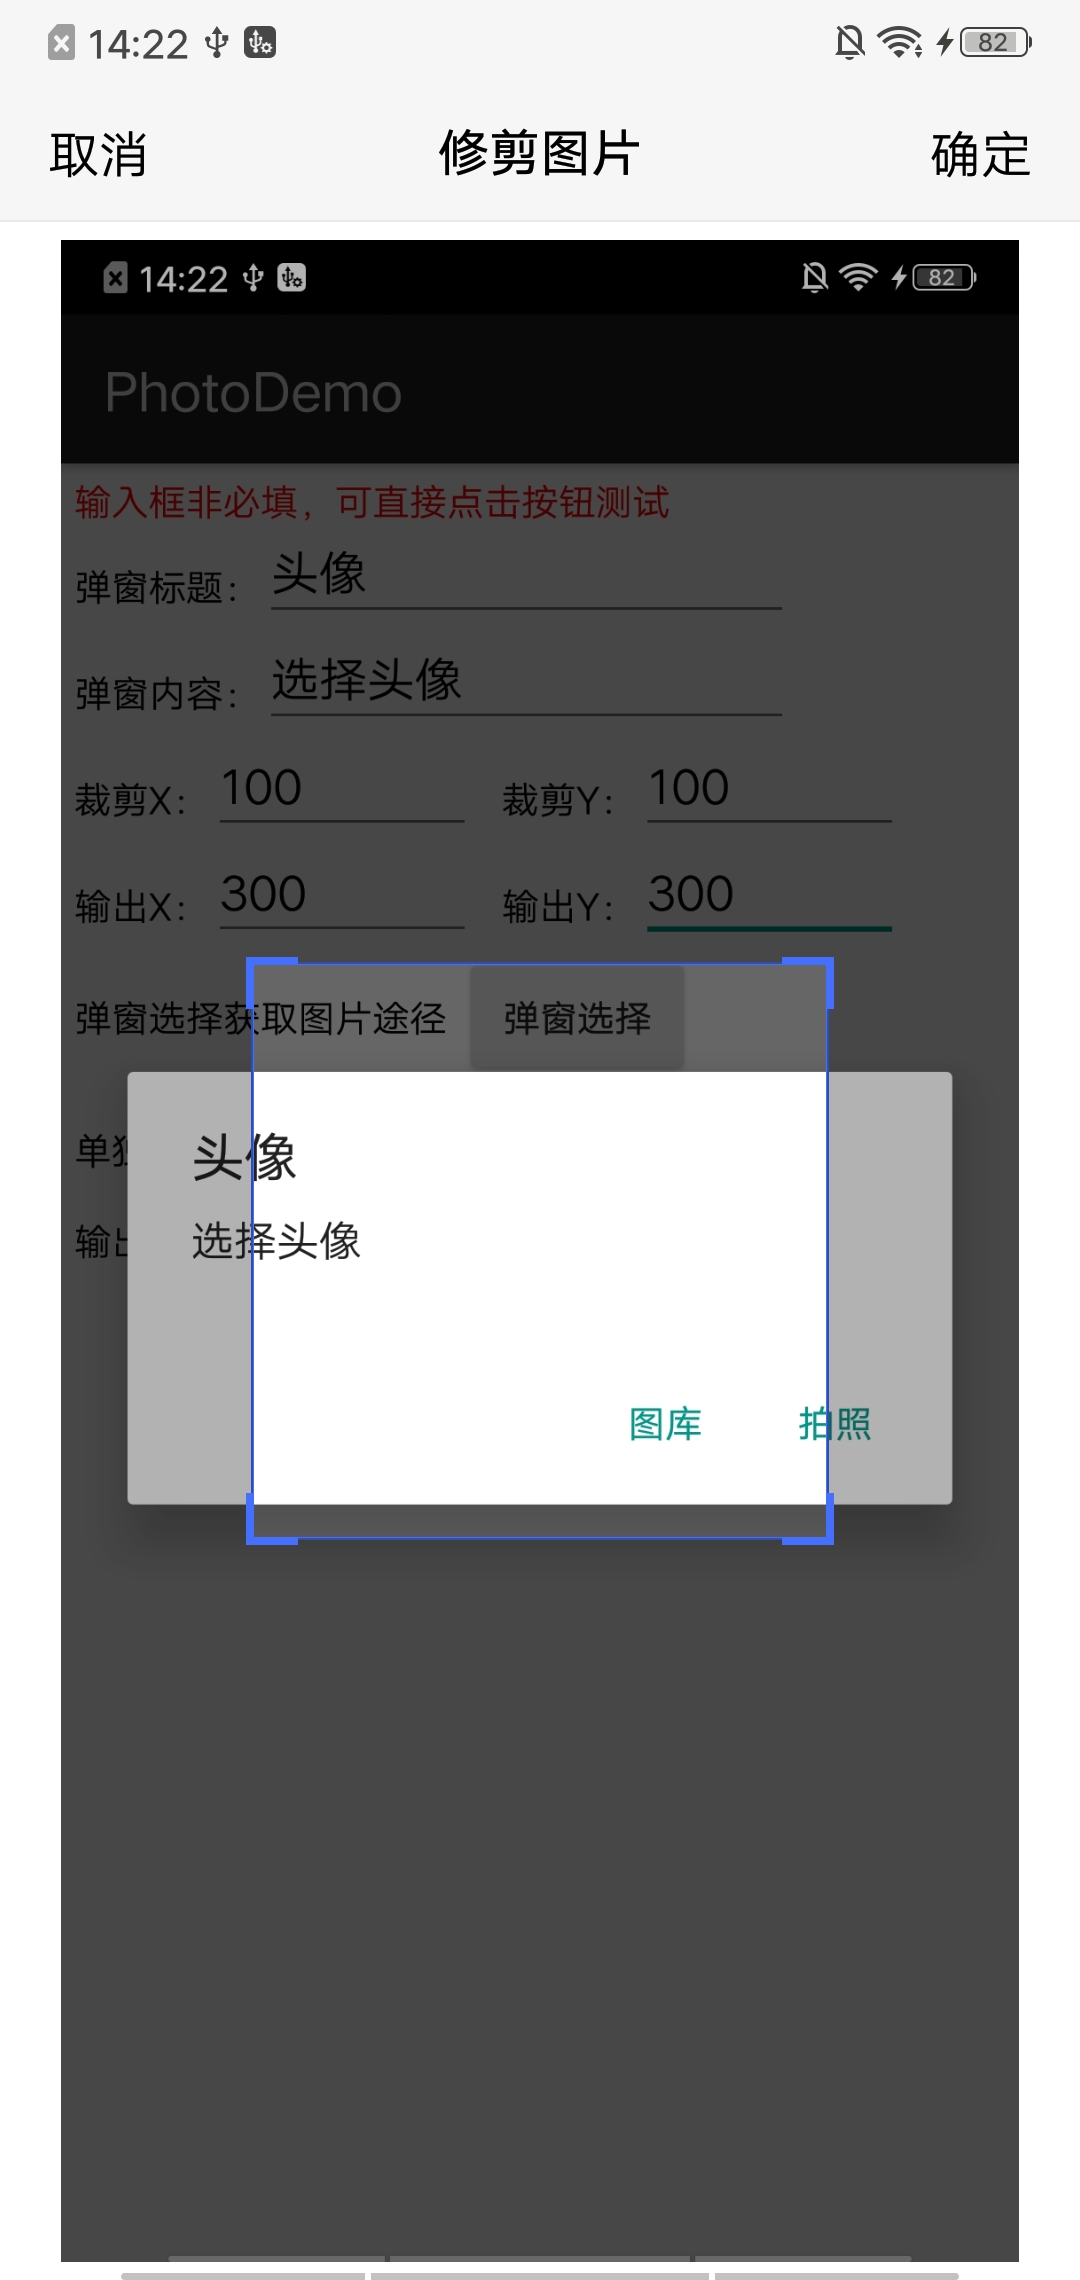 14:22 82
取消 修剪图片 确定
14:22 82
PhotoDemo
输入框非必填，可直接点击按钮测试
弹窗标题： 头像
弹窗内容： 选择头像
裁剪X： 100 裁剪Y： 100
输出X： 300 输出Y： 300
弹窗选择获取图片途径 弹窗选择
头像
单
选择头像
输
图库 拍照